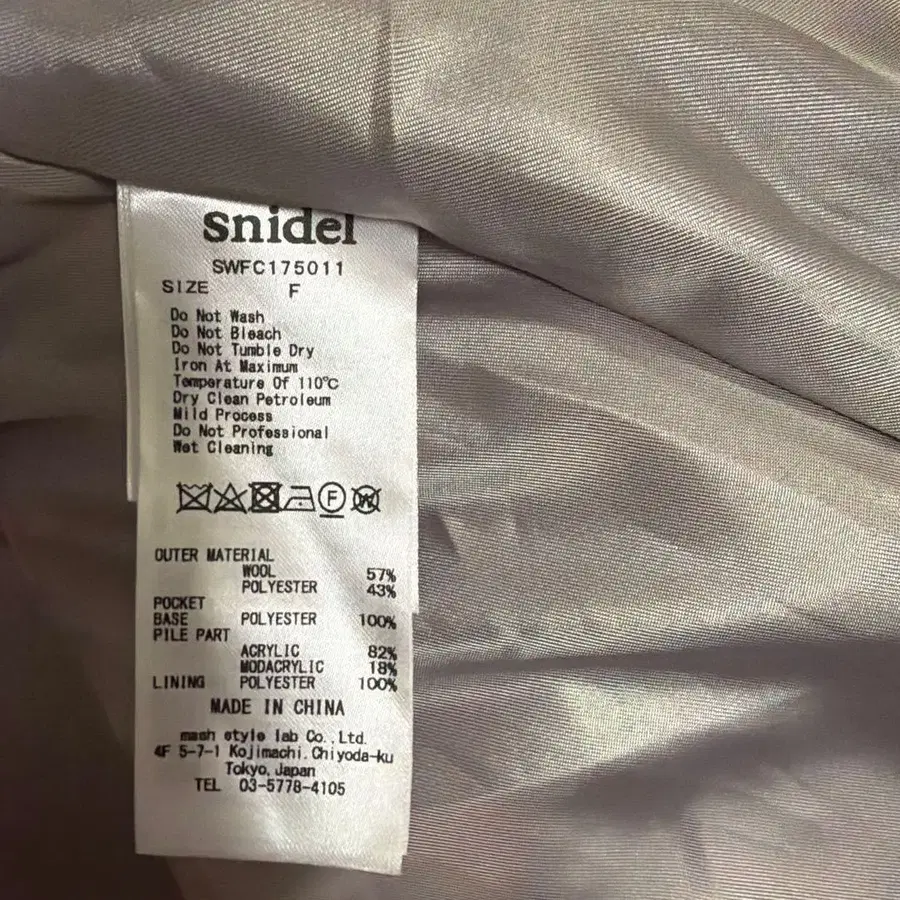 snidel
SWFC175011
SIZE F
Do Not Wash
Do Not Bleach
Do Not Tumble Dry
Iron At Maximum
Temperature Of 110℃
Dry Clean Petroleum
Mild Process
Do Not Professional
Wet Cleaning
F W
OUTER MATERIAL
WOOL 57%
POLYESTER 43%
POCKET
BASE POLYESTER 100%
PILE PART
ACRYLIC 82%
MODACRYLIC 18%
LINING POLYESTER 100%
MADE IN CHINA
mash style lab Co.,Ltd.
4F 5-7-1 Kojimachi.Chiyoda-ku
Tokyo,Japan
TEL 03-5778-4105